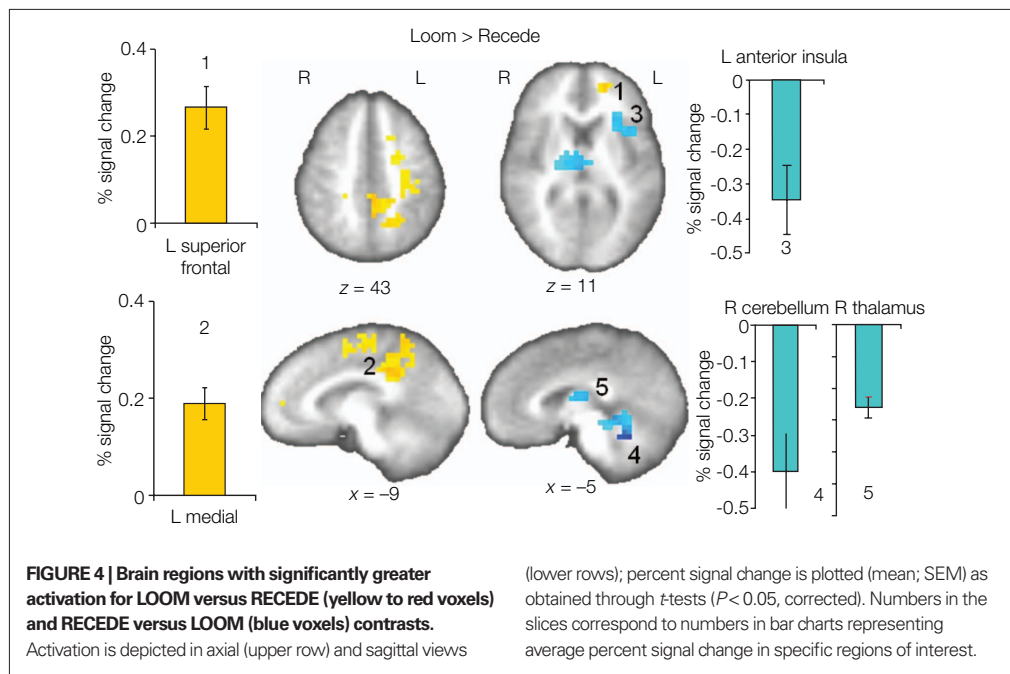 Loom > Recede
0.4
0.2
0
% signal change
1
L superior
frontal
R
L
z = 43
R
L
1
3
z = 11
L anterior insula
0
-0.1
-0.2
-0.3
-0.4
-0.5
% signal change
3
0.4
0.2
0
% signal change
2
L medial
2
x = –9
5
4
x = –5
R cerebellum R thalamus
0
-0.1
-0.2
-0.3
-0.4
-0.5
% signal change
4
5
FIGURE 4 | Brain regions with significantly greater
activation for LOOM versus RECEDE (yellow to red voxels)
and RECEDE versus LOOM (blue voxels) contrasts.
Activation is depicted in axial (upper row) and sagittal views
(lower rows); percent signal change is plotted (mean; SEM) as
obtained through t-tests (P < 0.05, corrected). Numbers in the
slices correspond to numbers in bar charts representing
average percent signal change in specific regions of interest.